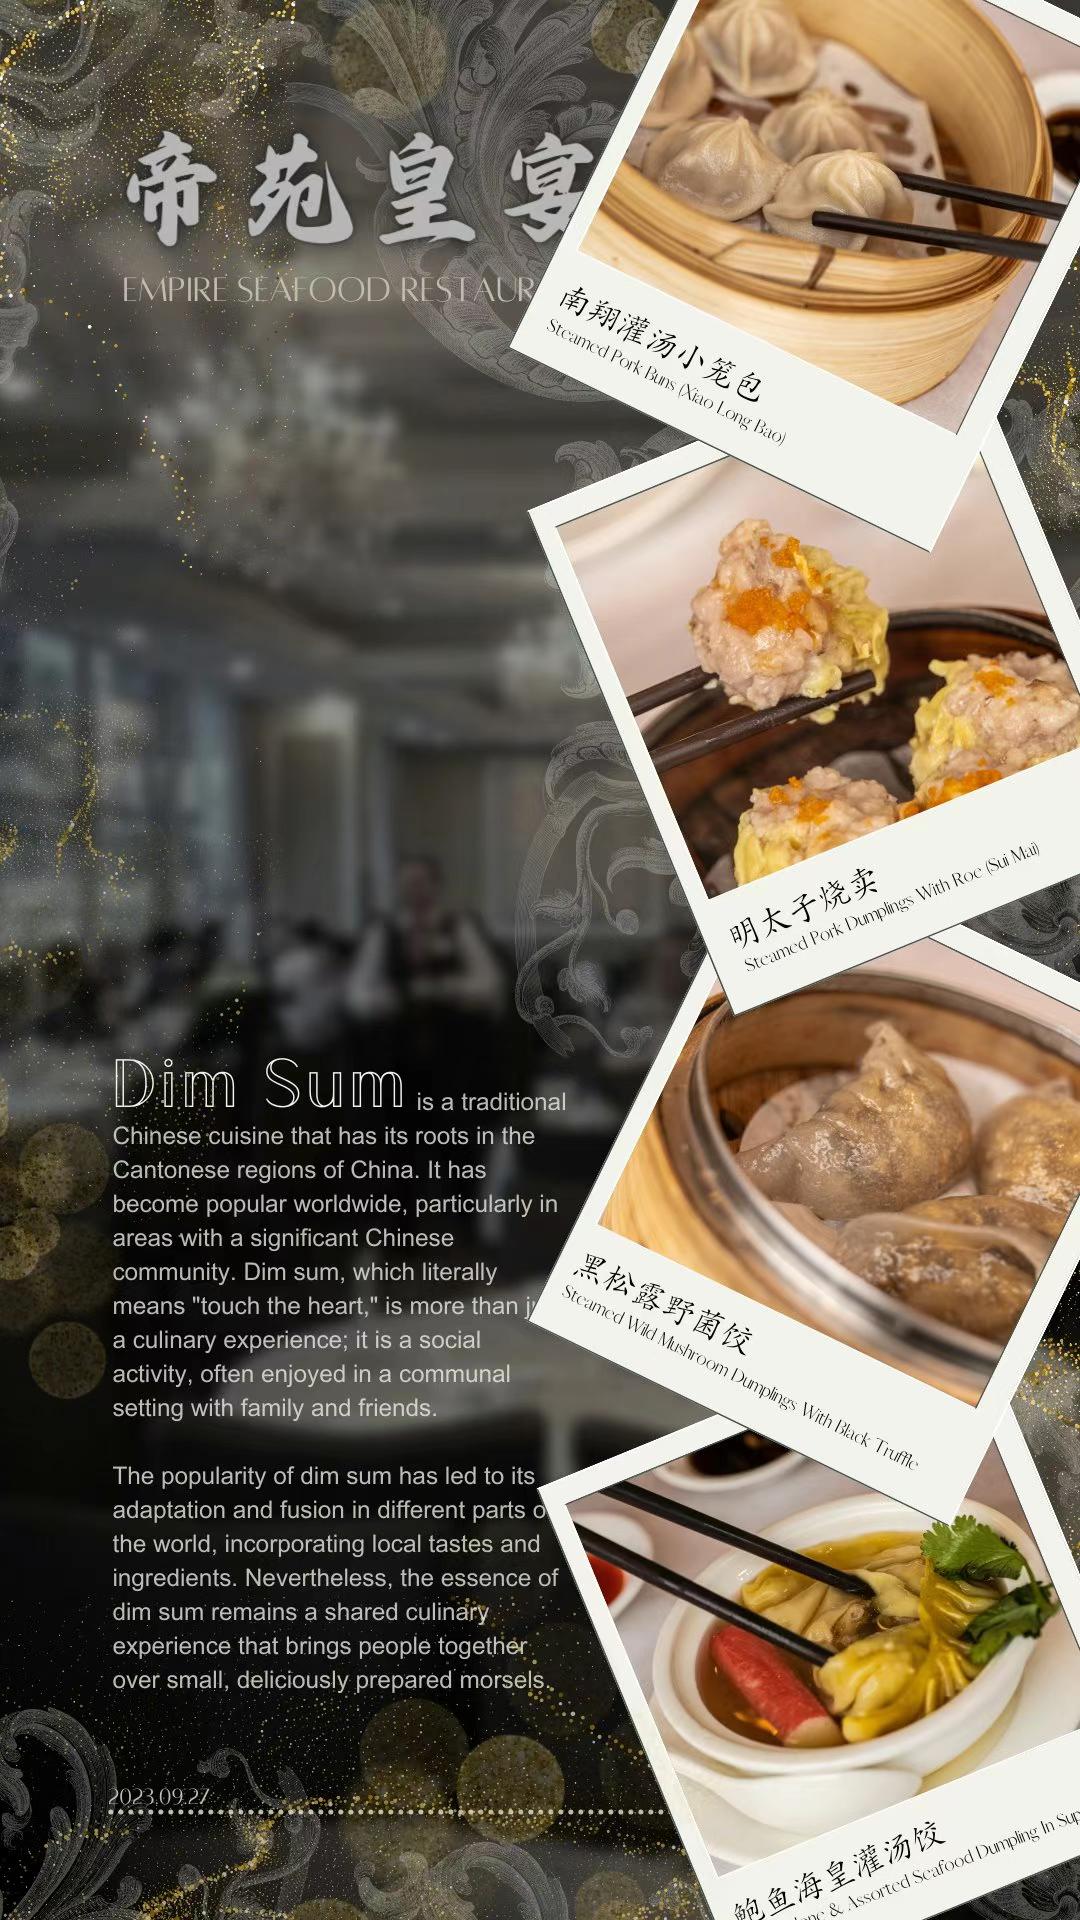 帝苑皇宴
EMPIRE SEAFOOD
南翔灌汤小笼包
Steamed Pork Buns (Xiao Long Bao)
明太子烧卖
Steamed Pork Dumplings With Roe (Sui Mai)
黑松露野菌饺
Steamed Wild Mushroom Dumplings With Black Truffle
Dim Sum is a traditional
Chinese cuisine that has its roots in the
Cantonese regions of China. It has
become popular worldwide, particularly in
areas with a significant Chinese
community. Dim sum, which literally
means "touch the heart," is more than
a culinary experience; it is a social
activity, often enjoyed in a communal
setting with family and friends.
The popularity of dim sum has led to its
adaptation and fusion in different parts
the world, incorporating local tastes and
ingredients. Nevertheless, the essence of
dim sum remains a shared culinary
experience that brings people together
over small, deliciously prepared morsels.
2023.09.27
鲍鱼海皇灌汤饺
& Assorted Seafood Dumpling In